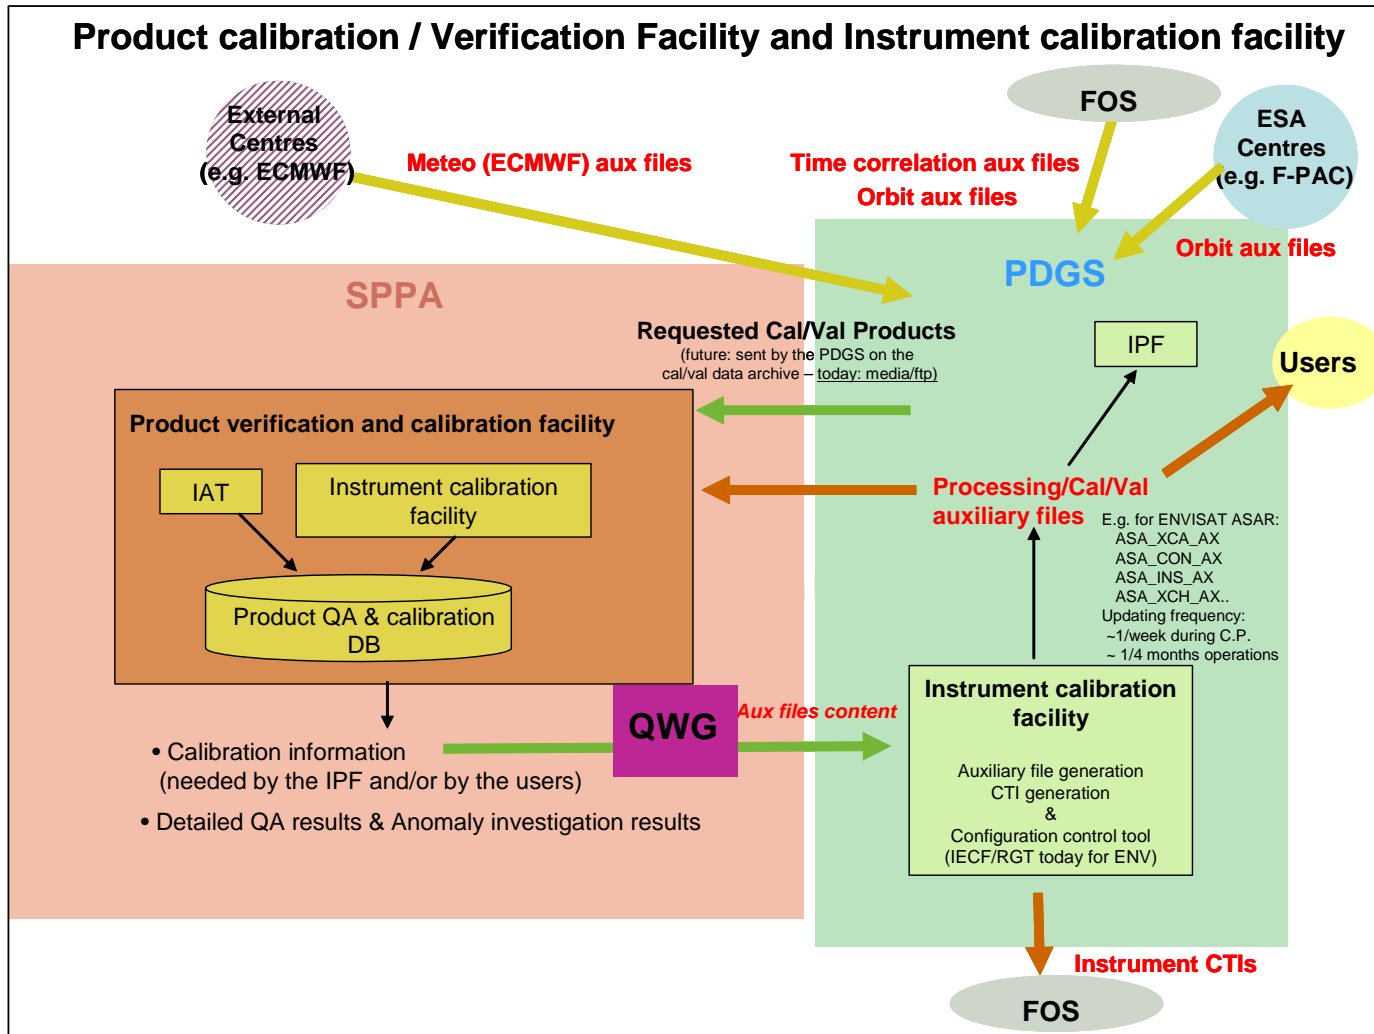 Product calibration / Verification Facility and Instrument calibration facility
External
Centres
(e.g. ECMWF)
FOS
ESA
Centres
(e.g. F-PAC)
Meteo (ECMWF) aux files
Time correlation aux files
Orbit aux files
Orbit aux files
SPPA
PDGS
Requested Cal/Val Products
(future: sent by the PDGS on the
cal/val data archive – today: media/ftp)
IPF
Users
Product verification and calibration facility
IAT
Instrument calibration
facility
Product QA & calibration
DB
Processing/Cal/Val
auxiliary files
E.g. for ENVISAT ASAR:
ASA_XCA_AX
ASA_CON_AX
ASA_INS_AX
ASA_XCH_AX..
Updating frequency:
~1/week during C.P.
~ 1/4 months operations
QWG
Aux files content
• Calibration information
(needed by the IPF and/or by the users)
• Detailed QA results & Anomaly investigation results
Instrument calibration
facility
Auxiliary file generation
CTI generation
&
Configuration control tool
(IECF/RGT today for ENV)
Instrument CTIs
FOS